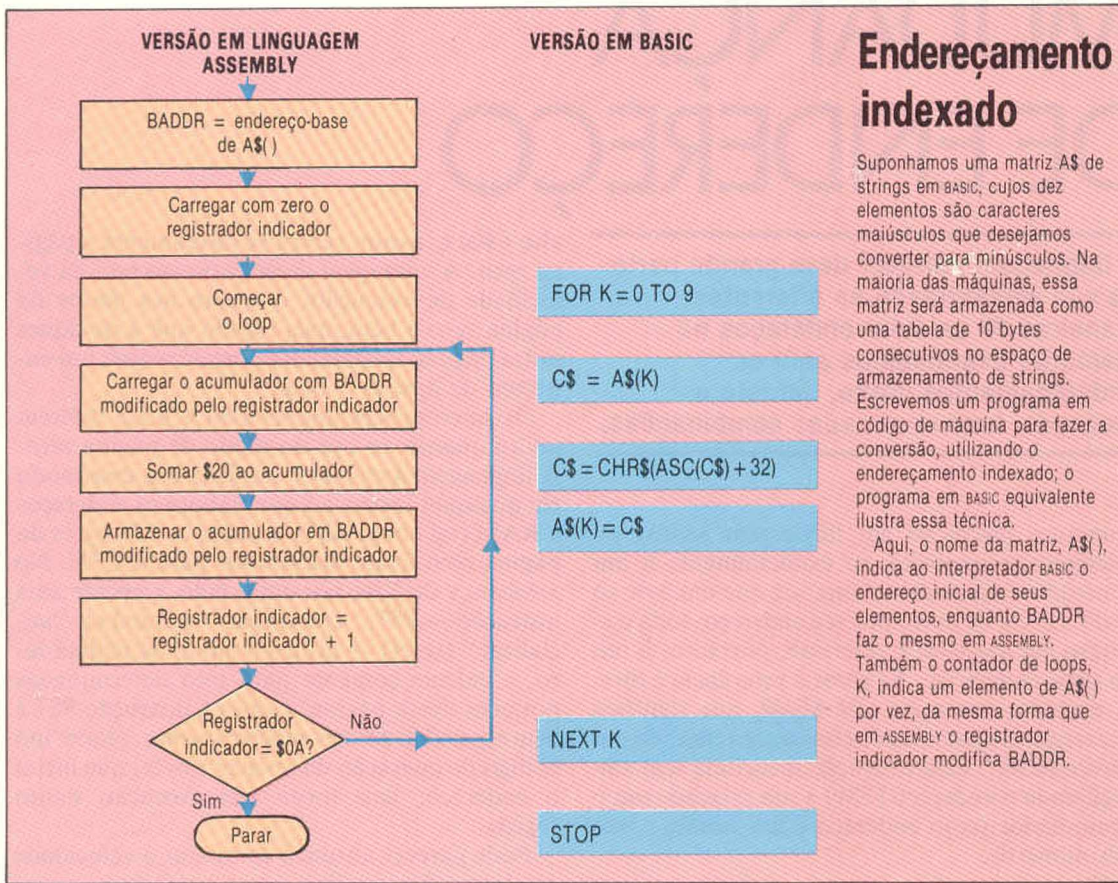 VERSÃO EM LINGUAGEM
ASSEMBLY
BADDR = endereço-base
de A$( )
Carregar com zero o
registrador indicador
Começar
o loop
Carregar o acumulador com BADDR
modificado pelo registrador indicador
Somar $20 ao acumulador
Armazenar o acumulador em BADDR
modificado pelo registrador indicador
Registrador indicador =
registrador indicador + 1
Registrador
indicador = $0A?
Não
Sim
Parar
VERSÃO EM BASIC
FOR K = 0 TO 9
C$ = A$(K)
C$ = CHR$(ASC(C$) + 32)
A$(K) = C$
NEXT K
STOP
Endereçamento
indexado
Suponhamos uma matriz A$ de
strings em BASIC, cujos dez
elementos são caracteres
maiúsculos que desejamos
converter para minúsculos. Na
maioria das máquinas, essa
matriz será armazenada como
uma tabela de 10 bytes
consecutivos no espaço de
armazenamento de strings.
Escrevemos um programa em
código de máquina para fazer a
conversão, utilizando o
endereçamento indexado; o
programa em BASIC equivalente
ilustra essa técnica.
Aqui, o nome da matriz, A$( ),
indica ao interpretador BASIC o
endereço inicial de seus
elementos, enquanto BADDR
faz o mesmo em ASSEMBLY.
Também o contador de loops,
K, indica um elemento de A$( )
por vez, da mesma forma que
em ASSEMBLY o registrador
indicador modifica BADDR.